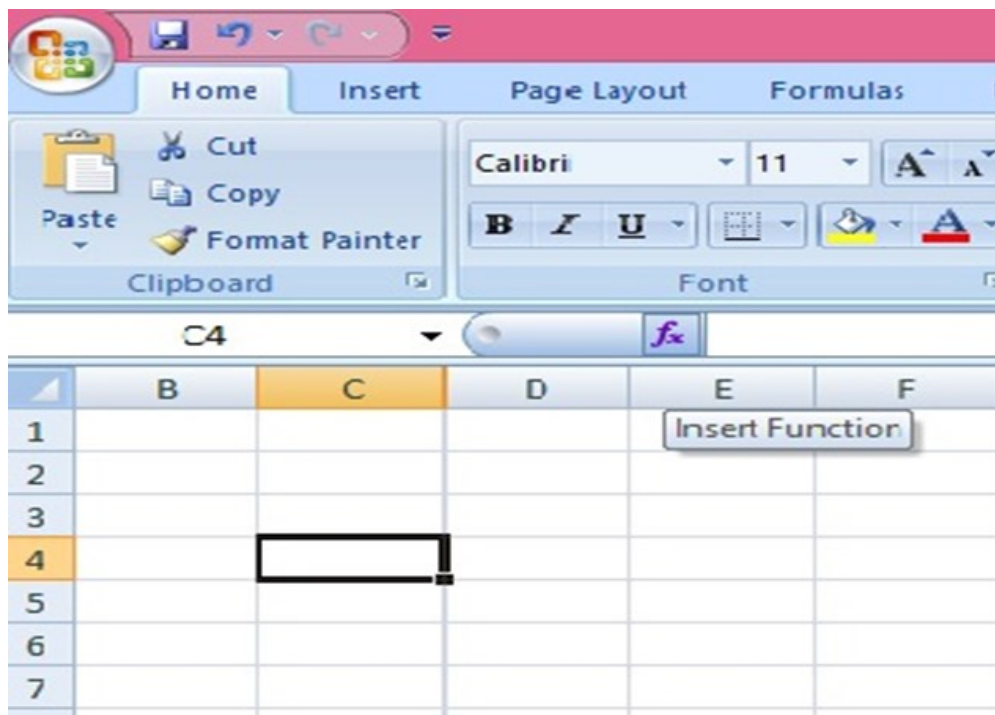 Home Insert Page Layout Formulas
Cut
Calibri 11 A A
Copy
Paste
Format Painter B I U A
Clipboard Font
C4 fx
B C D E F
1 Insert Function
2
3
4
5
6
7